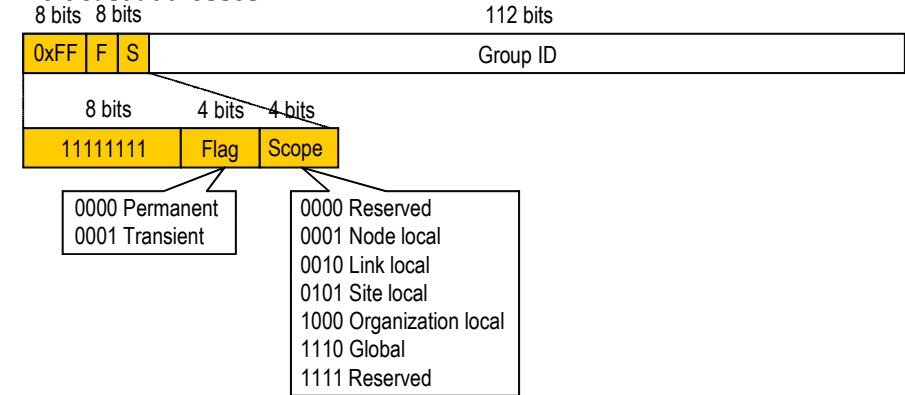 8 bits 8 bits 112 bits
0xFF F S Group ID
8 bits 4 bits 4 bits
11111111 Flag Scope
0000 Permanent
0001 Transient
0000 Reserved
0001 Node local
0010 Link local
0101 Site local
1000 Organization local
1110 Global
1111 Reserved